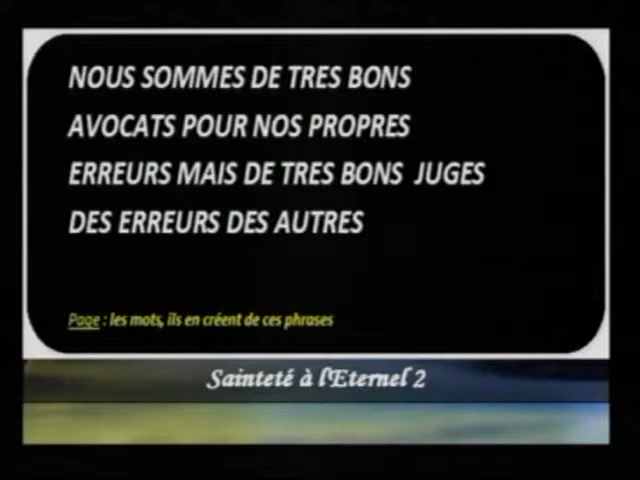 NOUS SOMMES DE TRES BONS
AVOCATS POUR NOS PROPRES
ERREURS MAIS DE TRES BONS JUGES
DES ERREURS DES AUTRES
Page : les mots, ils en créent de ces phrases
Sainteté à l'Eternel 2